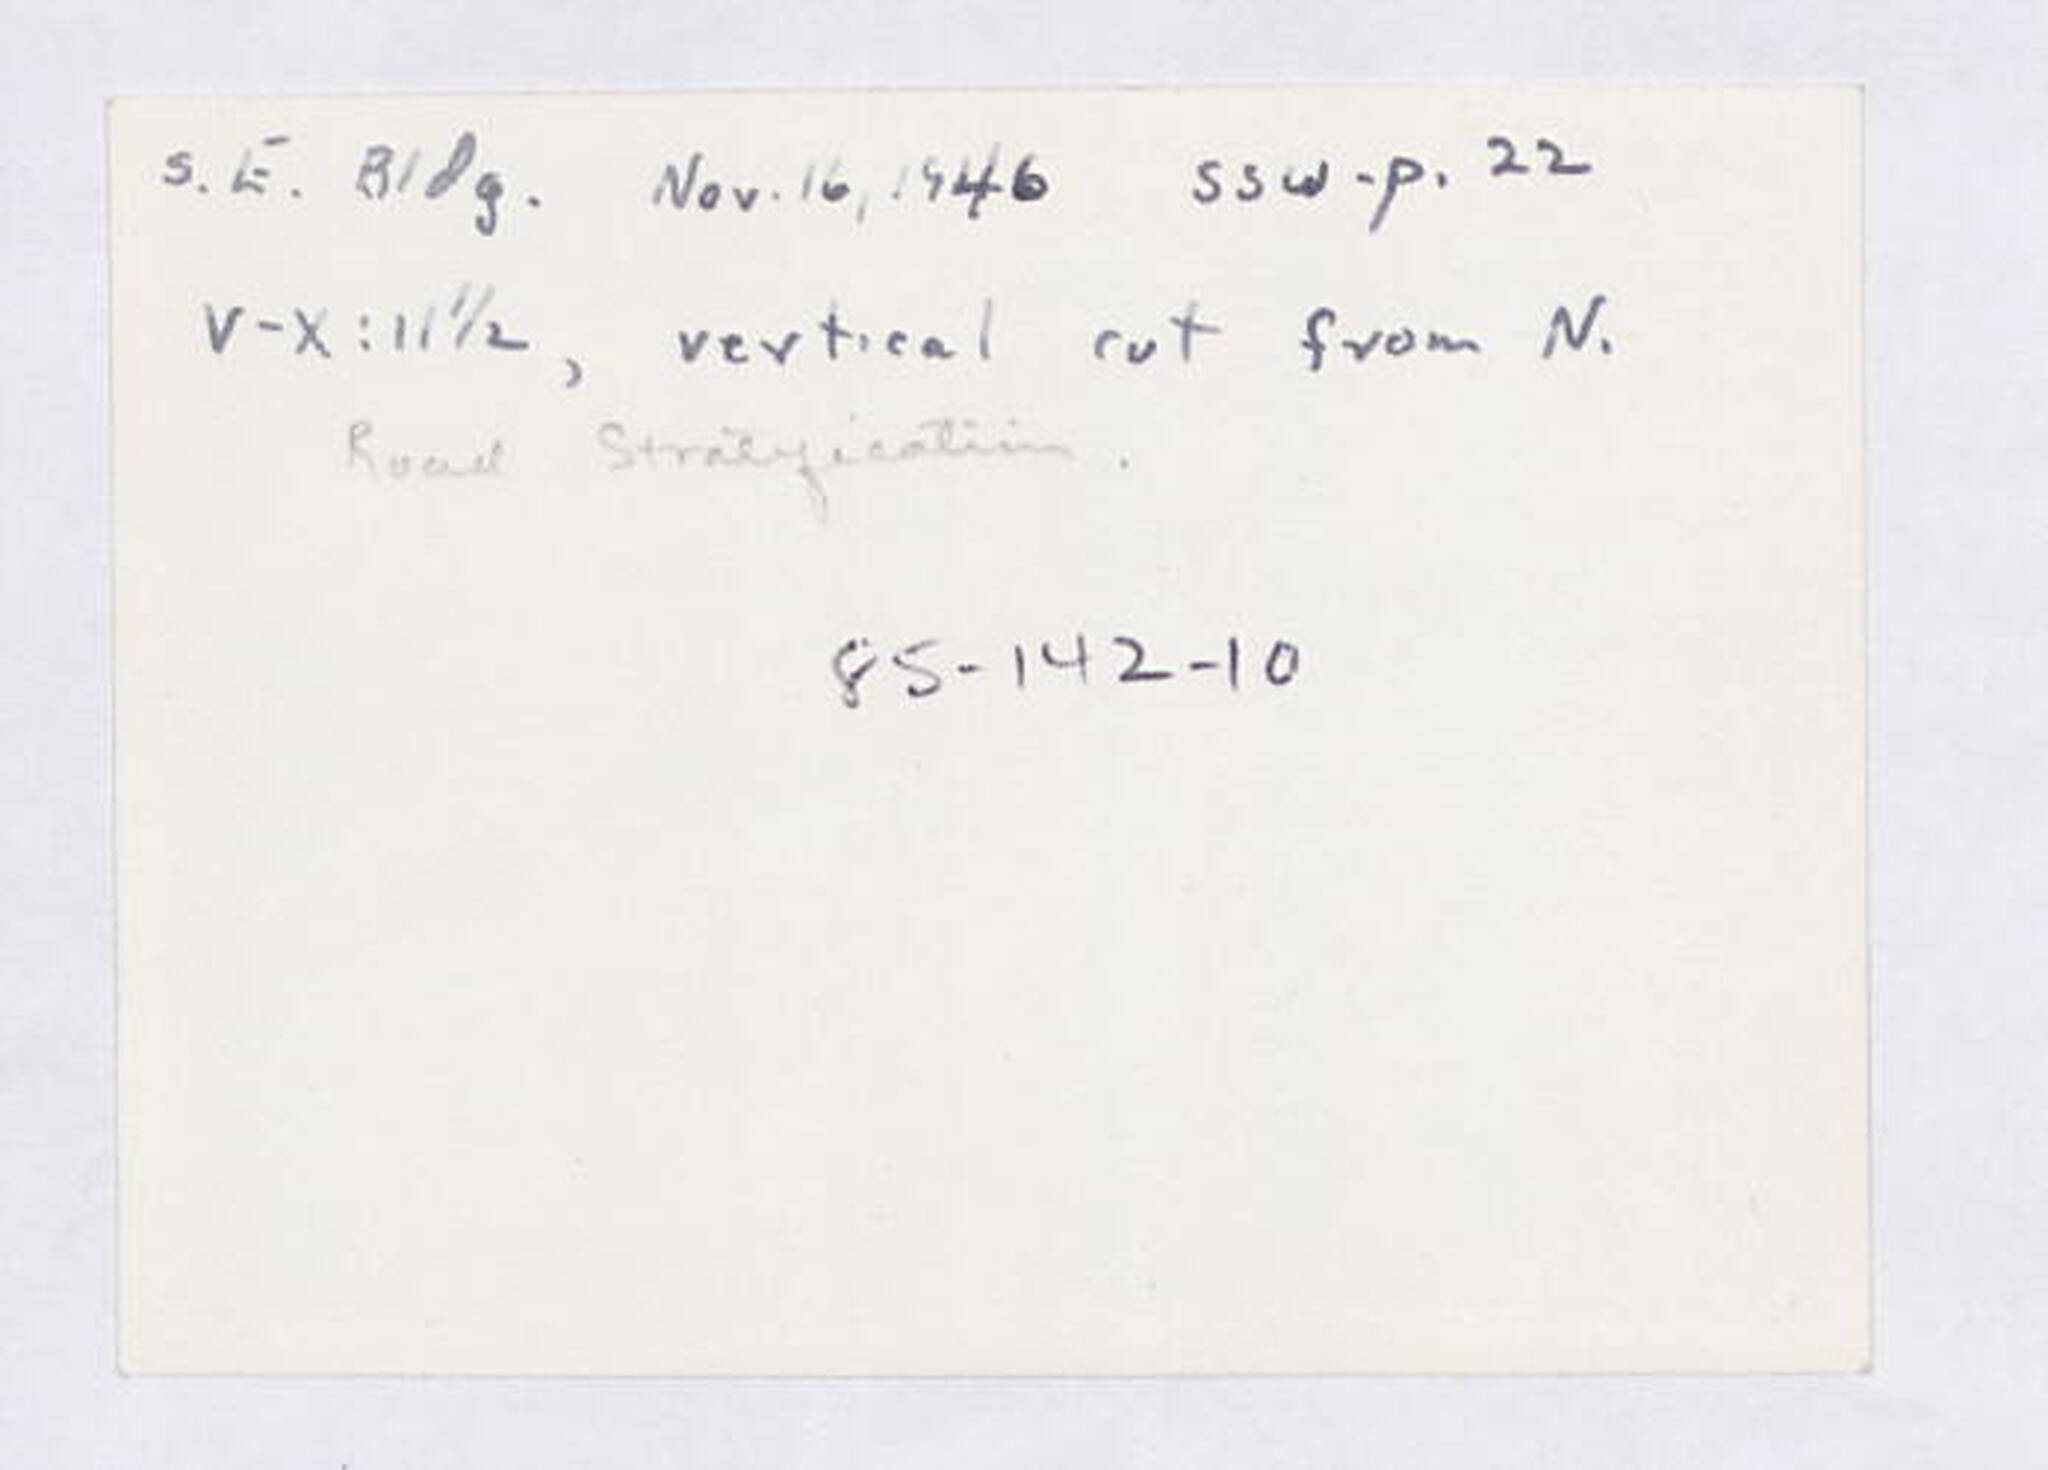 S.E. Bldg. Nov. 16, 1946 SSW-p. 22
V-X:11½, vertical cut from N.
Road Stratification.
85-142-10